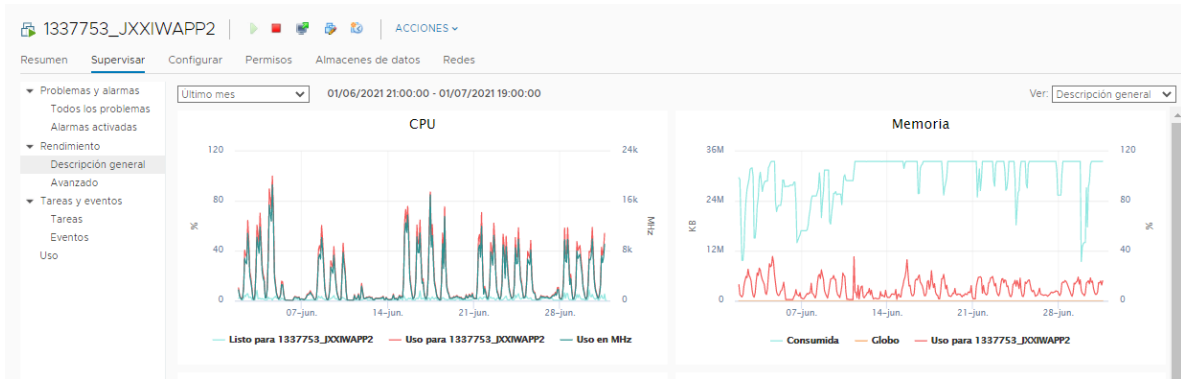 1337753_JXXIWAPP2
ACCIONES
Resumen Supervisar Configurar Permisos Almacenes de datos Redes
Problemas y alarmas
Todos los problemas
Alarmas activadas
Rendimiento
Descripción general
Avanzado
Tareas y eventos
Tareas
Eventos
Uso
Último mes 01/06/2021 21:00:00 - 01/07/2021 19:00:00 Ver: Descripción general
CPU
120 24k
80 16k
% MHz
40 8k
0 0
07-jun. 14-jun. 21-jun. 28-jun.
Listo para 1337753_JXXIWAPP2 Uso para 1337753_JXXIWAPP2 Uso en MHz
Memoria
36M 120
24M 80
KB %
12M 40
0 0
07-jun. 14-jun. 21-jun. 28-jun.
Consumida Globo Uso para 1337753_JXXIWAPP2